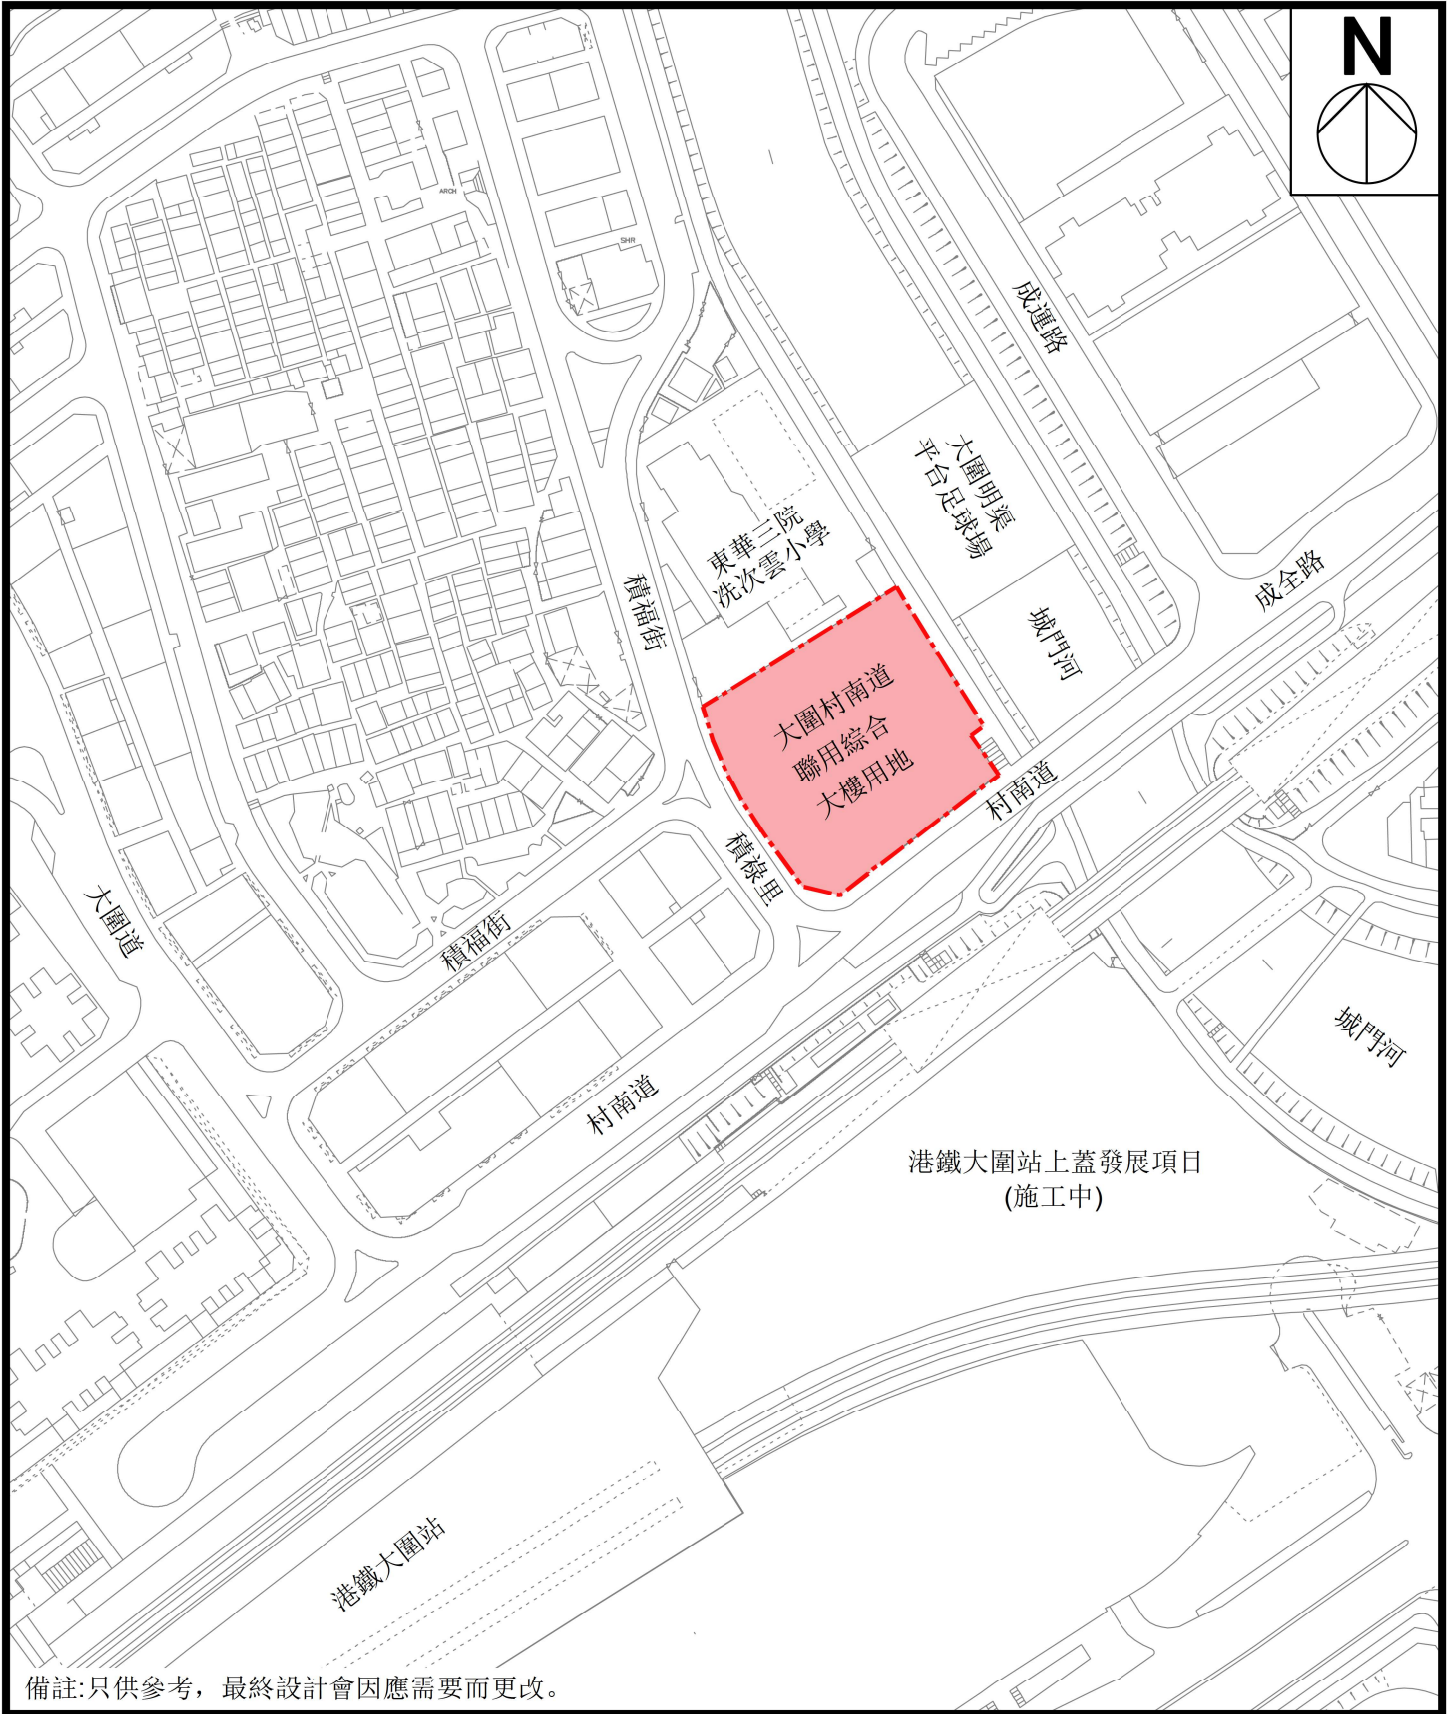 N
ARCH
SHR
成運路
大圍明渠
平台足球場
東華三院
冼次雲小學
積福街
成全路
城門河
大圍村南道
聯用綜合
大樓用地
村南道
積祿里
大圍道
積福街
城門河
村南道
港鐵大圍站上蓋發展項目
(施工中)
港鐵大圍站
備註:只供參考，最終設計會因應需要而更改。